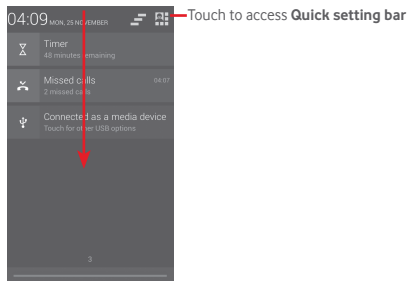 04:09 MON, 25 NOVEMBER
Touch to access Quick setting bar
Timer
48 minutes remaining
Missed calls 04:07
2 missed calls
Connected as a media device
Touch for other USB options
3